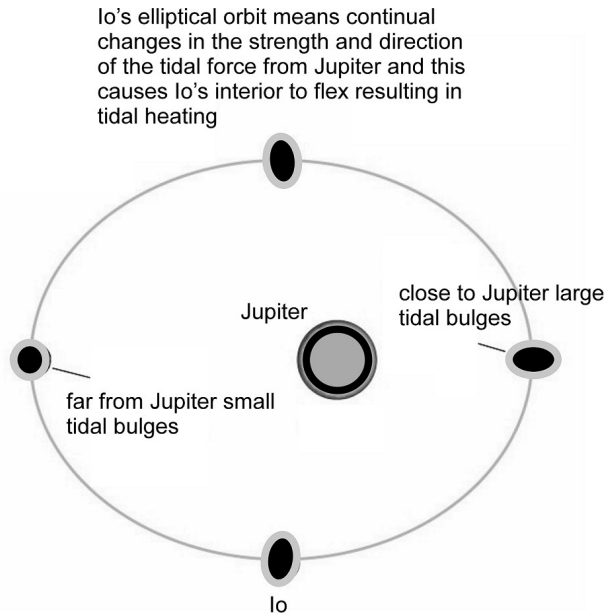 Io's elliptical orbit means continual
changes in the strength and direction
of the tidal force from Jupiter and this
causes Io's interior to flex resulting in
tidal heating
Jupiter
close to Jupiter large
tidal bulges
far from Jupiter small
tidal bulges
Io